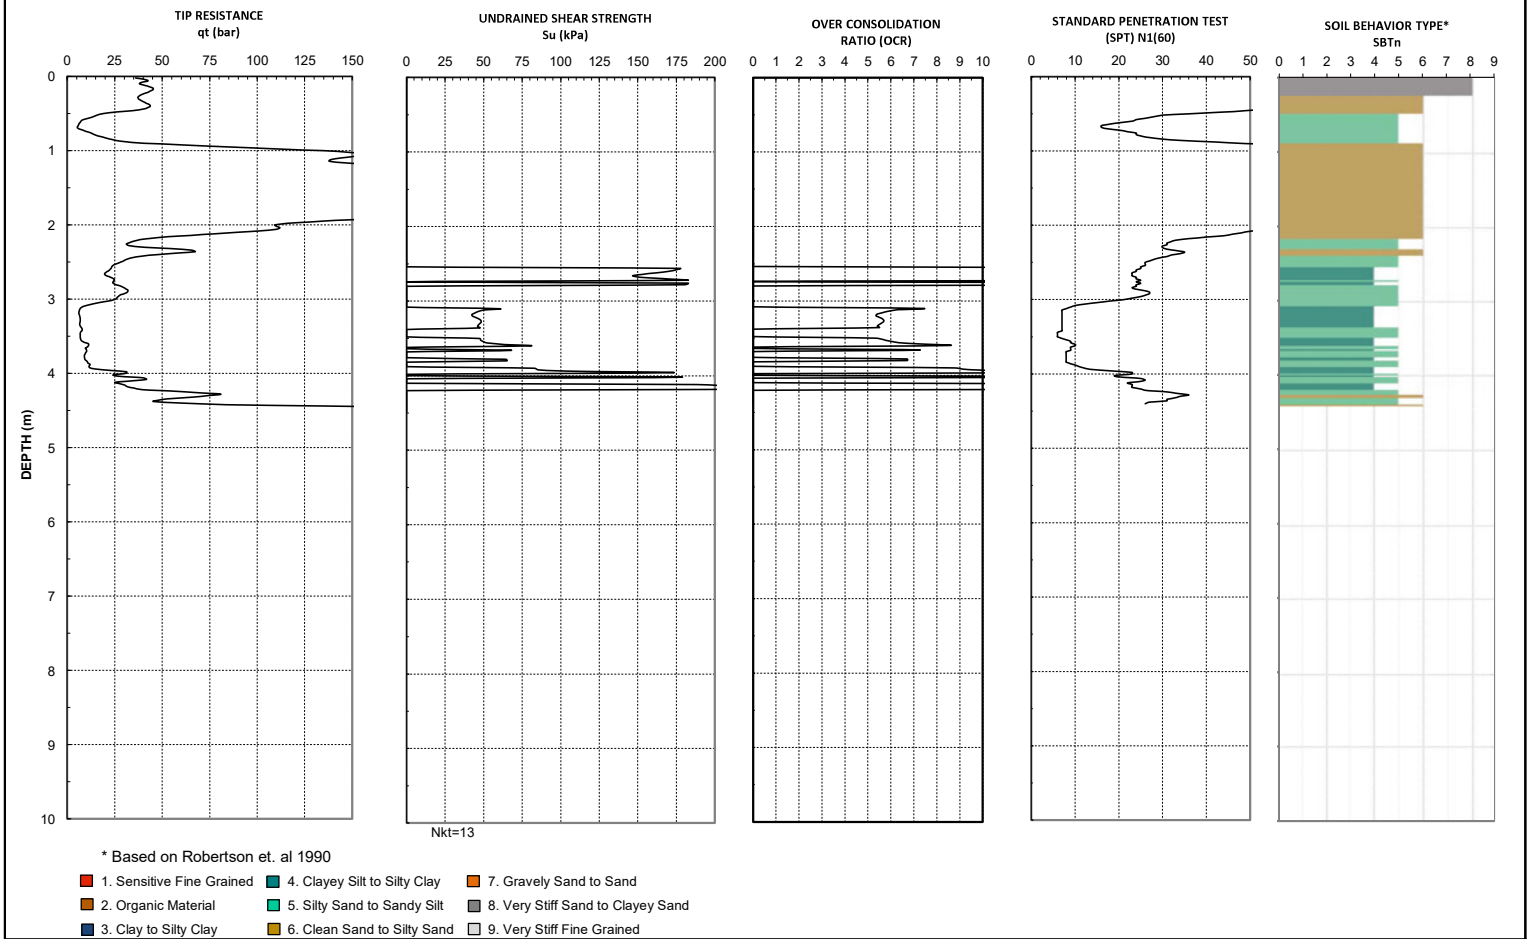 TIP RESISTANCE
qt (bar)
UNDRAINED SHEAR STRENGTH
Su (kPa)
OVER CONSOLIDATION
RATIO (OCR)
STANDARD PENETRATION TEST
(SPT) N1(60)
SOIL BEHAVIOR TYPE*
SBTn
0 25 50 75 100 125 150
0 25 50 75 100 125 150 175 200
0 1 2 3 4 5 6 7 8 9 10
0 10 20 30 40 50
0 1 2 3 4 5 6 7 8 9
0
1
2
3
4
5
6
7
8
9
10
DEPTH (m)
Nkt=13
* Based on Robertson et. al 1990
1. Sensitive Fine Grained 4. Clayey Silt to Silty Clay 7. Gravely Sand to Sand
2. Organic Material 5. Silty Sand to Sandy Silt 8. Very Stiff Sand to Clayey Sand
3. Clay to Silty Clay 6. Clean Sand to Silty Sand 9. Very Stiff Fine Grained